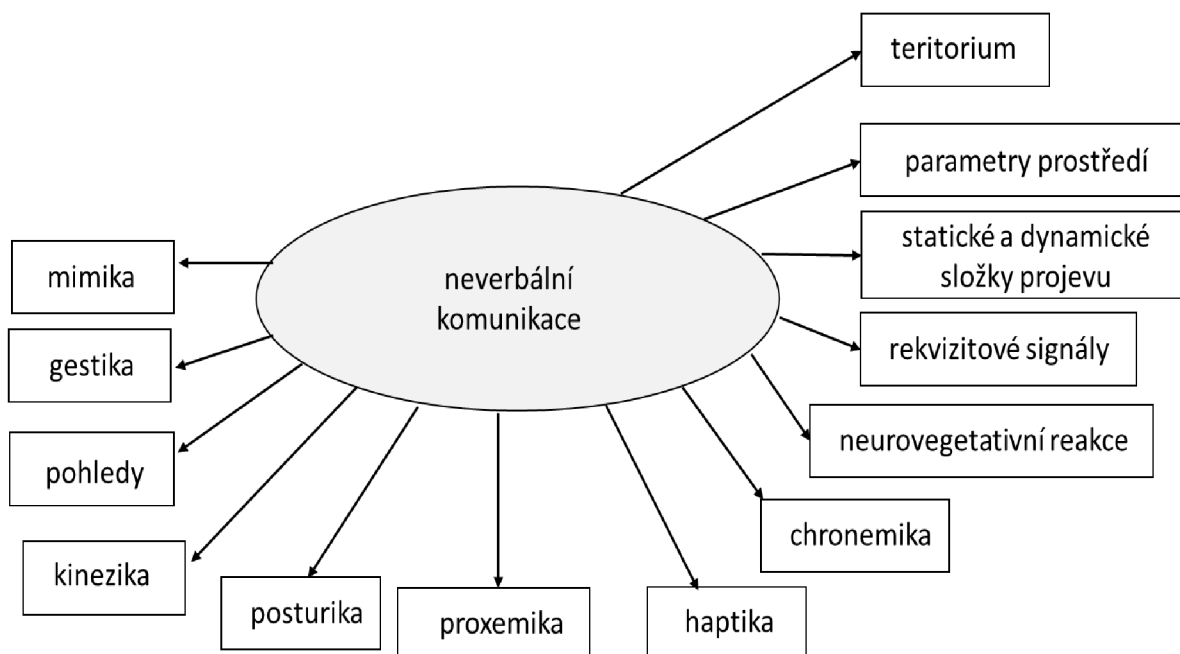 teritorium
parametry prostředí
statické a dynamické
složky projevu
mimika
neverbální
komunikace
rekvizitové signály
gestika
neurovegetativní reakce
pohledy
chronemika
kinezika
posturika
proxemika
haptika